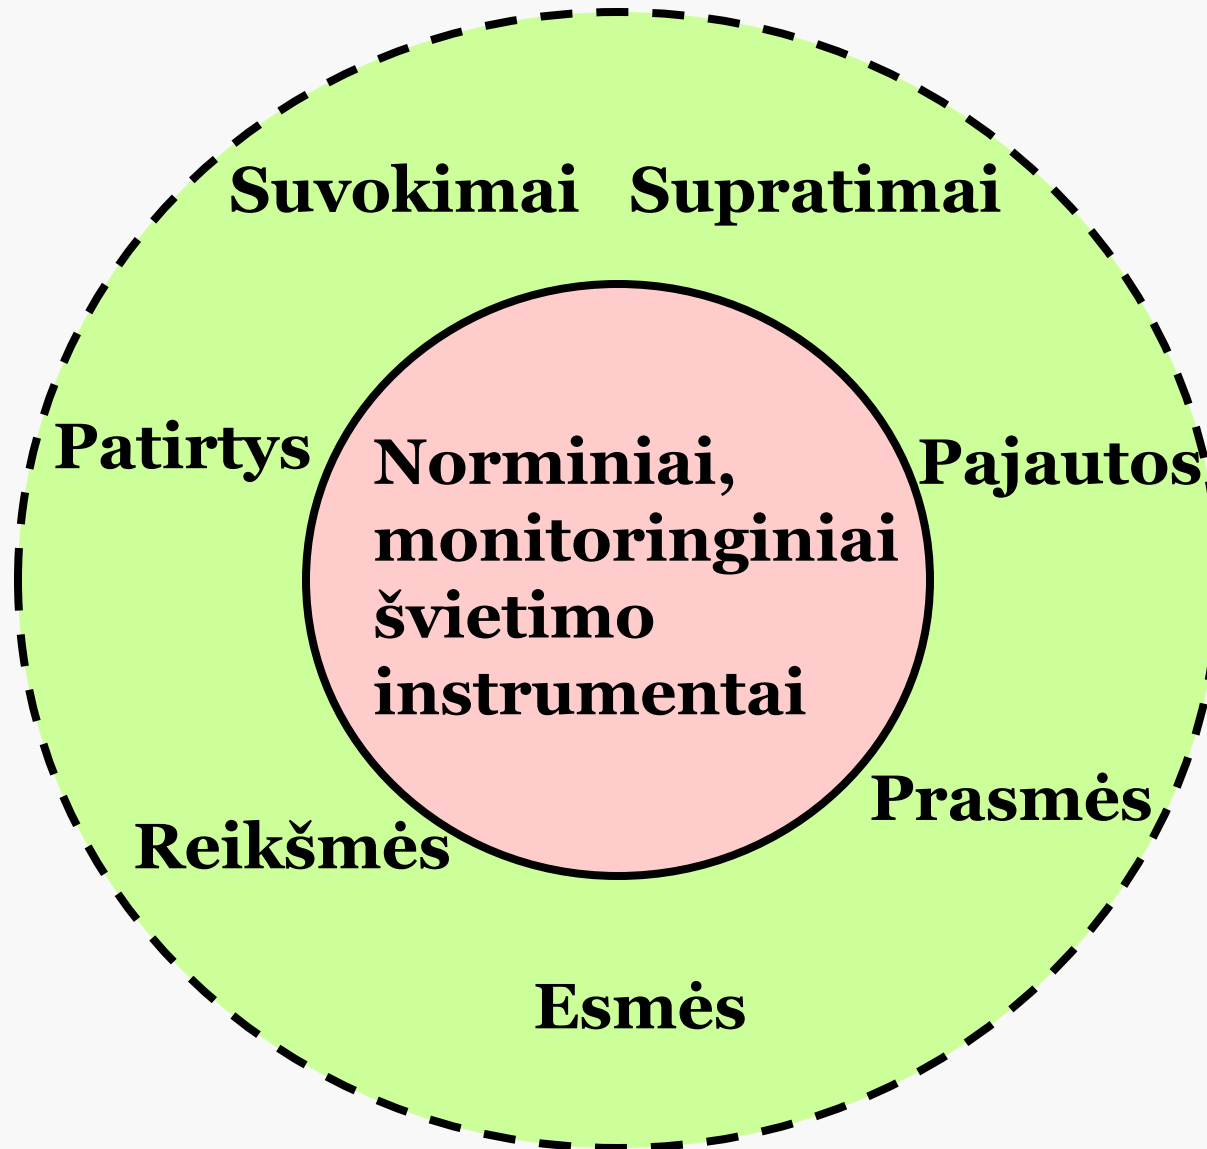 Suvokimai Supratimai
Patirtys
Pajautos
Norminiai,
monitoringiniai
švietimo
instrumentai
Prasmės
Reikšmės
Esmės